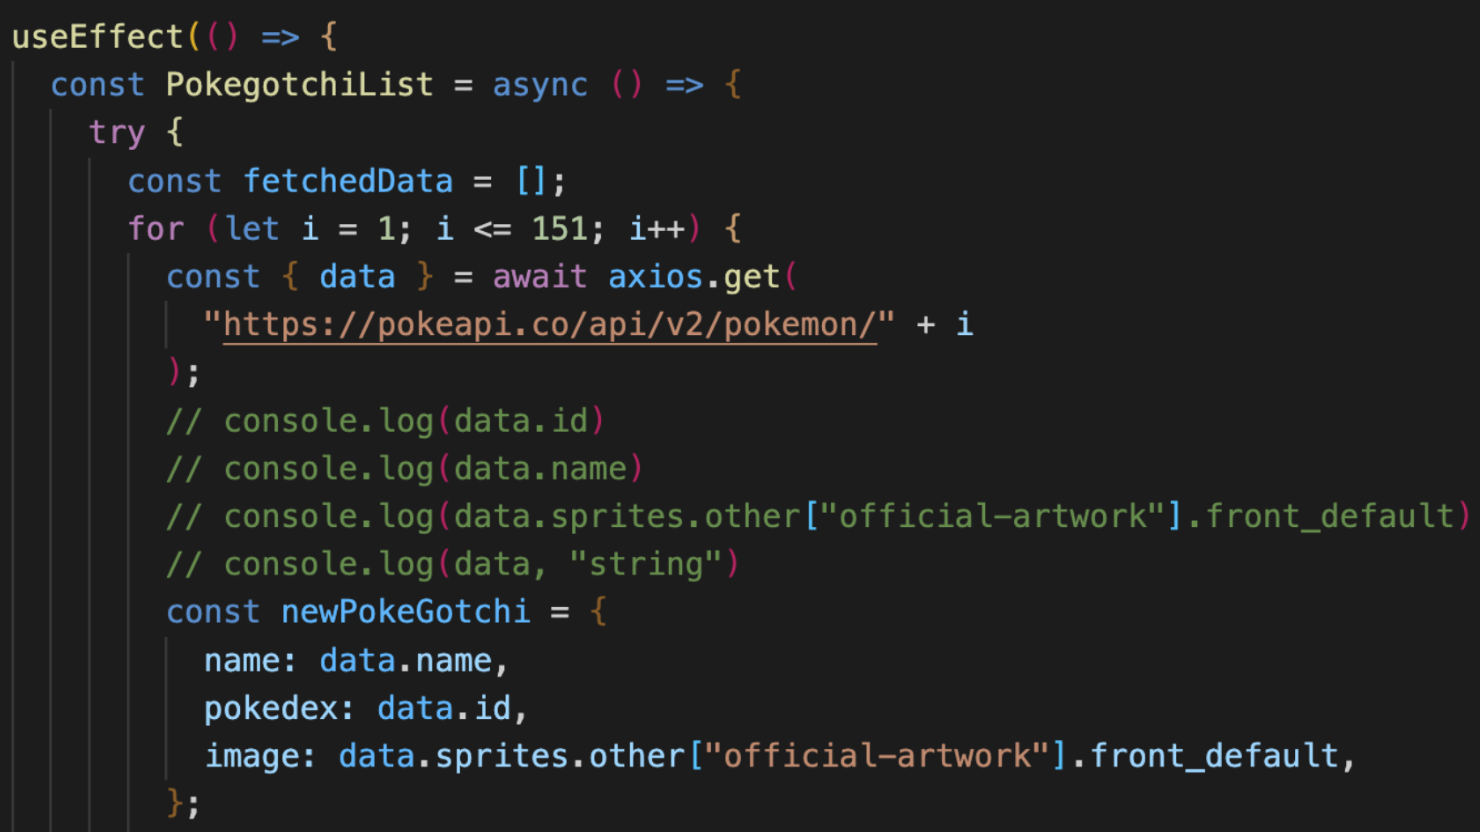 useEffect(() => {
const PokegotchiList = async () => {
try {
const fetchedData = [];
for (let i = 1; i <= 151; i++) {
const { data } = await axios.get(
"https://pokeapi.co/api/v2/pokemon/" + i
);
// console.log(data.id)
// console.log(data.name)
// console.log(data.sprites.other["official-artwork"].front_default)
// console.log(data, "string")
const newPokeGotchi = {
name: data.name,
pokedex: data.id,
image: data.sprites.other["official-artwork"].front_default,
};